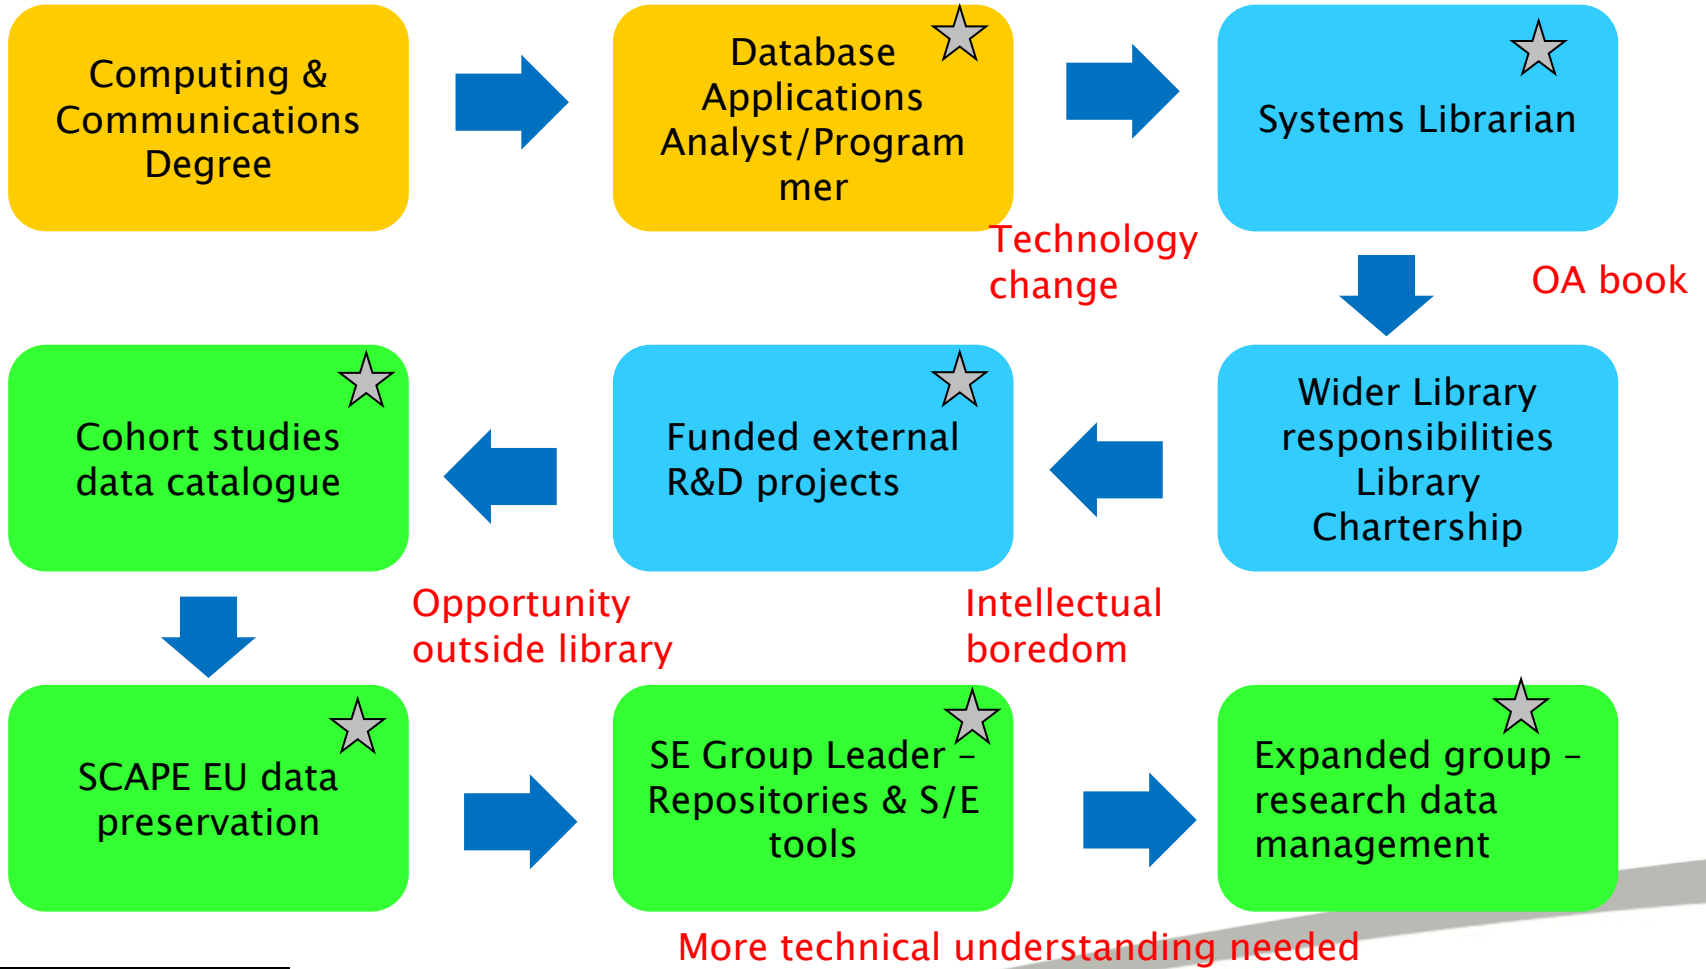 Computing &
Communications
Degree
Database
Applications
Analyst/Program
mer
Systems Librarian
Technology
change
OA book
Wider Library
responsibilities
Library
Chartership
Funded external
R&D projects
Cohort studies
data catalogue
Intellectual
boredom
Opportunity
outside library
SCAPE EU data
preservation
SE Group Leader –
Repositories & S/E
tools
Expanded group –
research data
management
More technical understanding needed